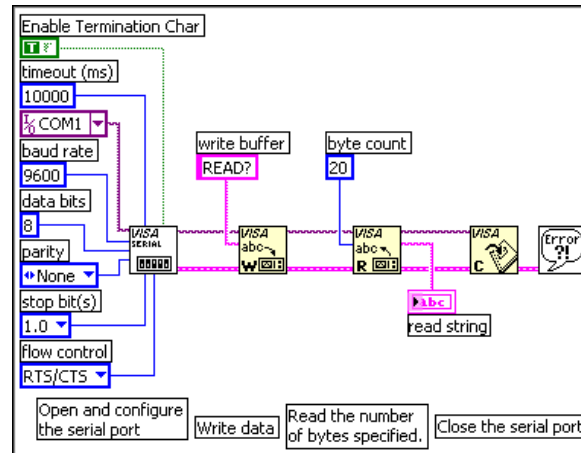 Enable Termination Char
T F
timeout (ms)
10000
I/O COM1
baud rate
9600
data bits
8
parity
None
stop bit(s)
1.0
flow control
RTS/CTS
VISA
SERIAL
write buffer
READ?
VISA
abc
W
byte count
20
VISA
abc
R
abc
read string
VISA
C
Error
?!
Open and configure
the serial port
Write data
Read the number
of bytes specified.
Close the serial port